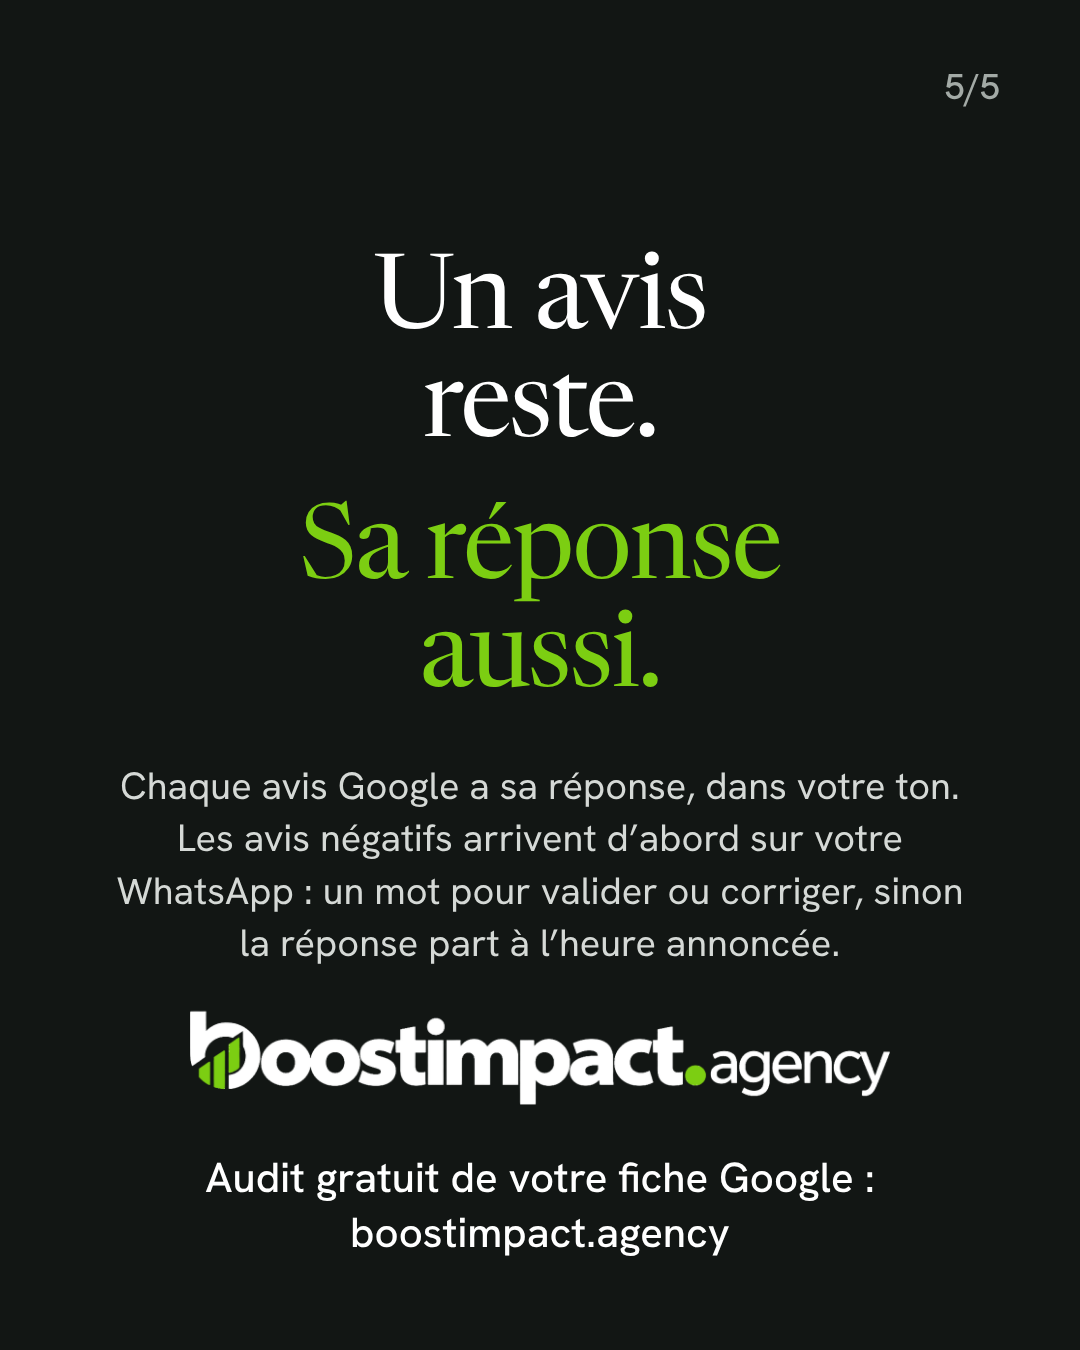 5/5
Un avis
reste.
Sa réponse
aussi.
Chaque avis Google a sa réponse, dans votre ton.
Les avis négatifs arrivent d’abord sur votre
WhatsApp : un mot pour valider ou corriger, sinon
la réponse part à l’heure annoncée.
boostimpact.agency
Audit gratuit de votre fiche Google :
boostimpact.agency